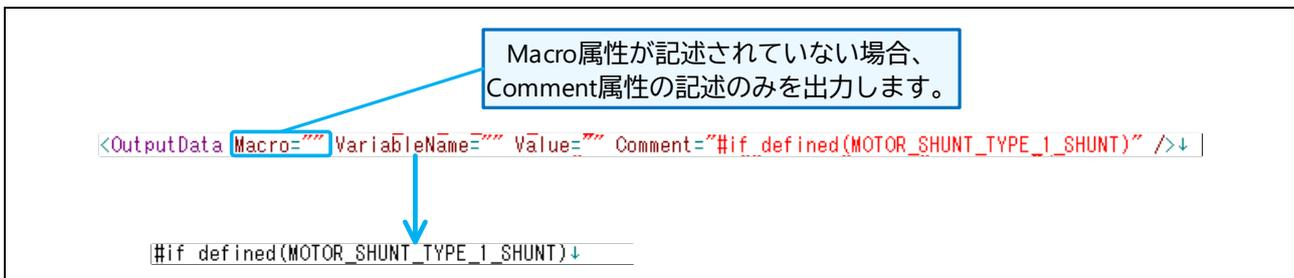 Macro属性が記述されていない場合、
Comment属性の記述のみを出力します。
<OutputData Macro="" VariableName="" Value="" Comment="#if defined(MOTOR_SHUNT_TYPE_1_SHUNT)" />↓
#if defined(MOTOR_SHUNT_TYPE_1_SHUNT)↓